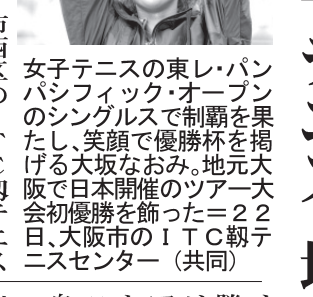 女子テニスの東レ・パン
パシフィック・オープン
のシングルスで制覇を果
たし、笑顔で優勝杯を掲
げる大坂なおみ。地元大
阪で日本開催のツアー大
会初優勝を飾った＝２２
日、大阪市のＩＴＣ靱テ
ニスセンター（共同）